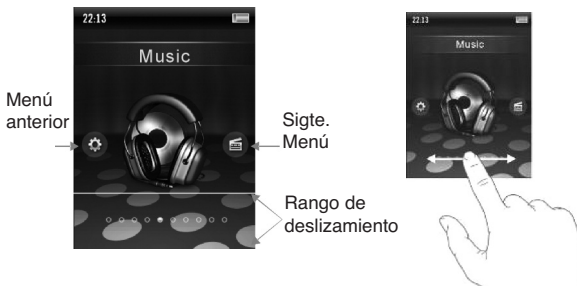 22:13
Music
Menú
anterior
Sigte.
Menú
Rango de
deslizamiento
22:13
Music